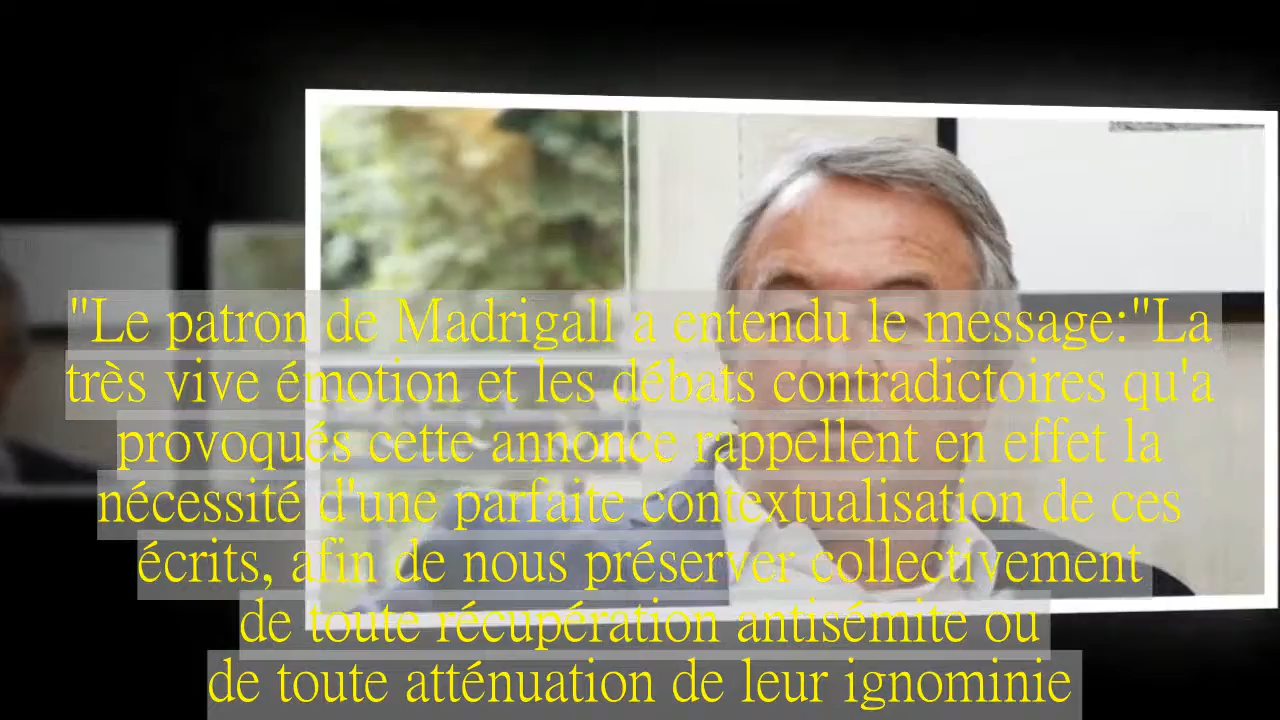 "Le patron de Madrigall a entendu le message:"La
très vive émotion et les débats contradictoires qu'a
provoqués cette annonce rappellent en effet la
nécessité d'une parfaite contextualisation de ces
écrits, afin de nous préserver collectivement
de toute récupération antisémite ou
de toute atténuation de leur ignominie